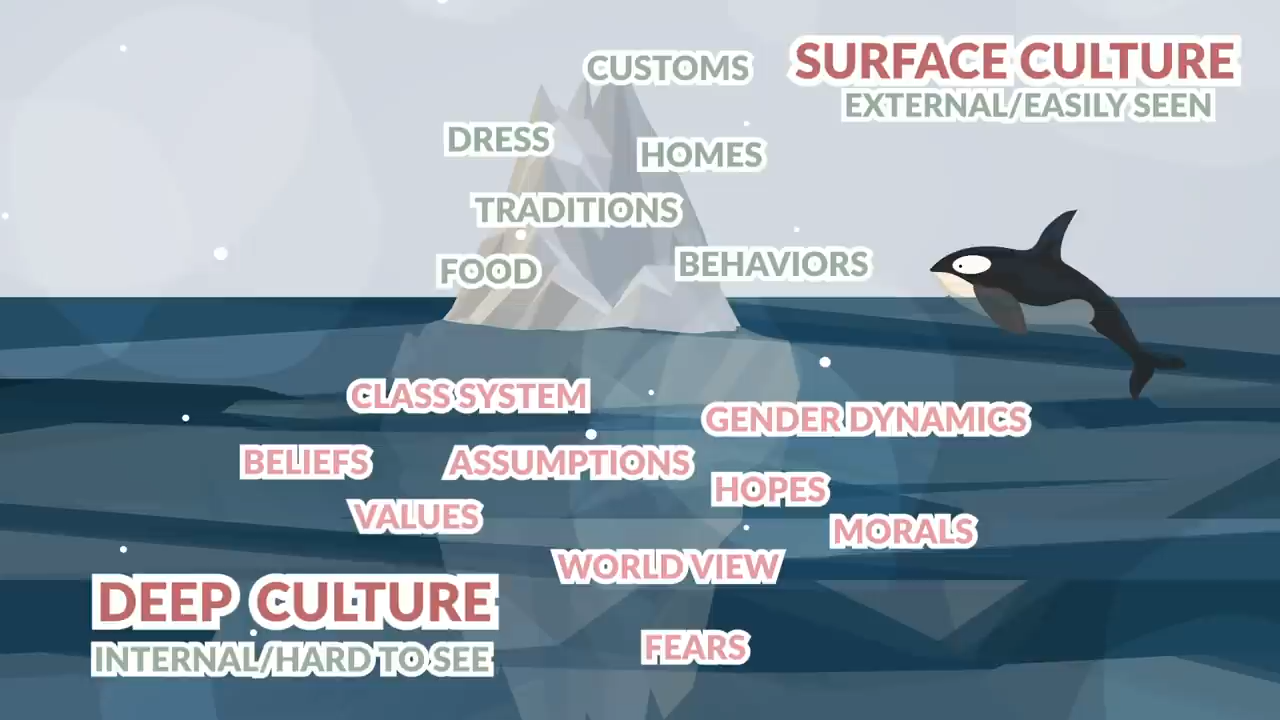 CUSTOMS
SURFACE CULTURE
EXTERNAL/EASILY SEEN
DRESS
HOMES
TRADITIONS
FOOD
BEHAVIORS
CLASS SYSTEM
GENDER DYNAMICS
BELIEFS
ASSUMPTIONS
HOPES
VALUES
MORALS
WORLD VIEW
DEEP CULTURE
INTERNAL/HARD TO SEE
FEARS